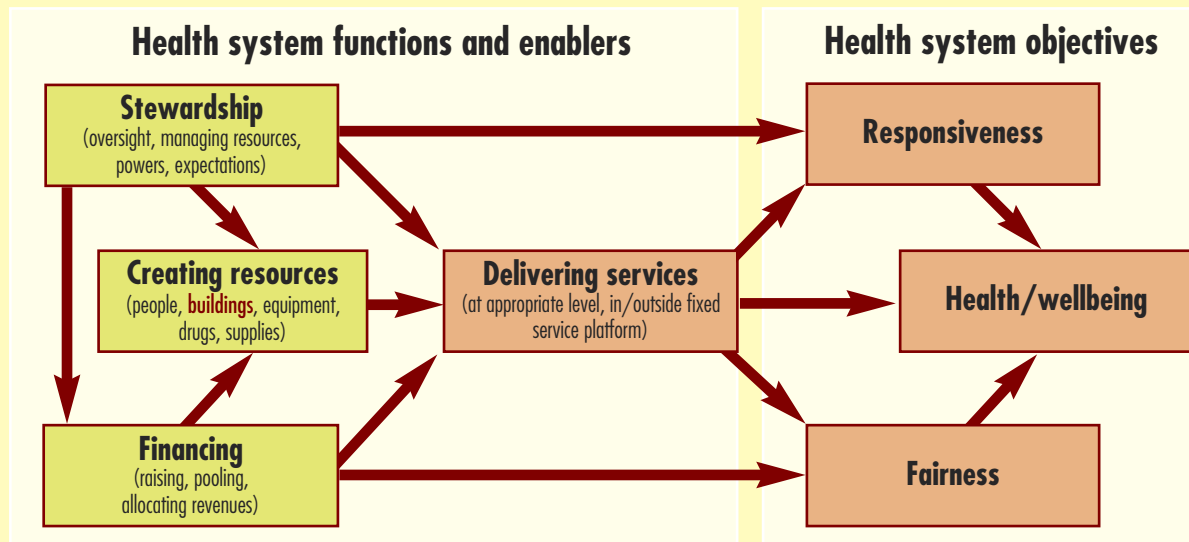 Health system functions and enablers
Health system objectives
Stewardship
(oversight, managing resources,
powers, expectations)
Responsiveness
Creating resources
(people, buildings, equipment,
drugs, supplies)
Delivering services
(at appropriate level, in/outside fixed
service platform)
Health/wellbeing
Financing
(raising, pooling,
allocating revenues)
Fairness